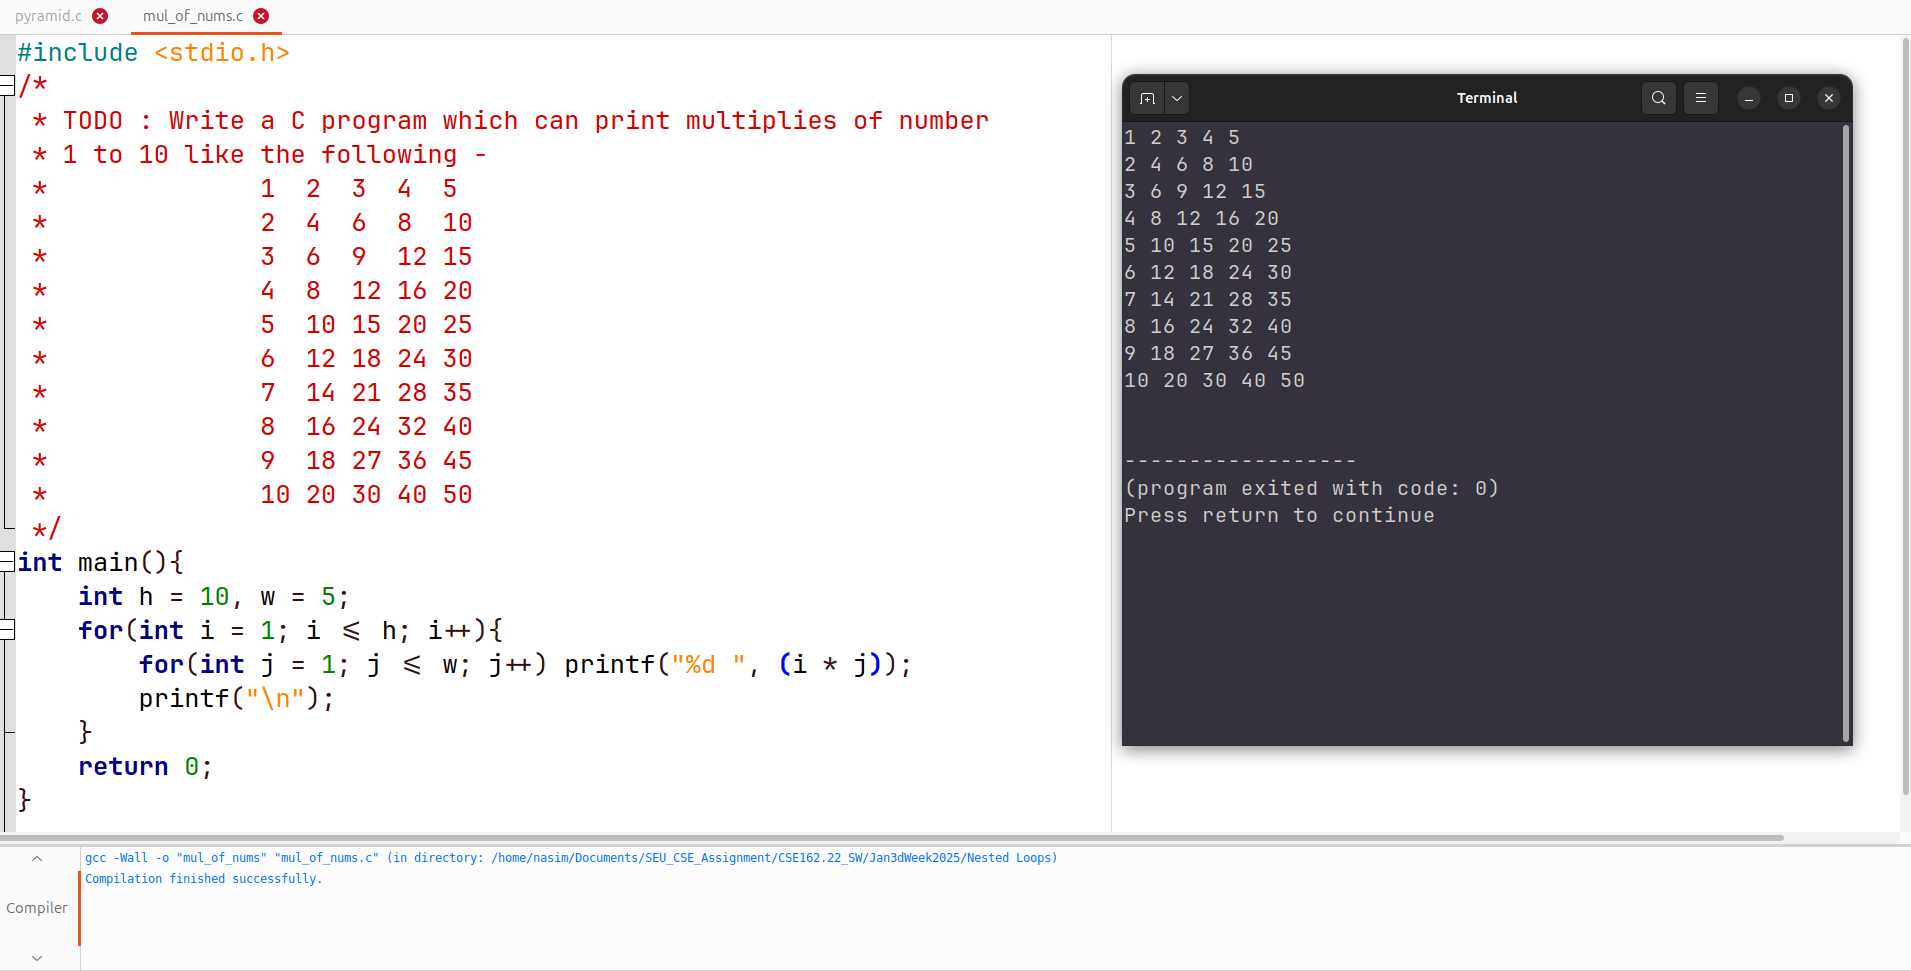 pyramid.c
mul_of_nums.c
#include <stdio.h>
/*
 * TODO : Write a C program which can print multiplies of number
 * 1 to 10 like the following -
 *              1  2  3  4  5
 *              2  4  6  8  10
 *              3  6  9  12 15
 *              4  8  12 16 20
 *              5  10 15 20 25
 *              6  12 18 24 30
 *              7  14 21 28 35
 *              8  16 24 32 40
 *              9  18 27 36 45
 *              10 20 30 40 50
 */
int main(){
    int h = 10, w = 5;
    for(int i = 1; i <= h; i++){
        for(int j = 1; j <= w; j++) printf("%d ", (i * j));
        printf("\n");
    }
    return 0;
}
Terminal
1 2 3 4 5
2 4 6 8 10
3 6 9 12 15
4 8 12 16 20
5 10 15 20 25
6 12 18 24 30
7 14 21 28 35
8 16 24 32 40
9 18 27 36 45
10 20 30 40 50
------------------
(program exited with code: 0)
Press return to continue
Compiler
gcc -Wall -o "mul_of_nums" "mul_of_nums.c" (in directory: /home/nasim/Documents/SEU_CSE_Assignment/CSE162.22_SW/Jan3dWeek2025/Nested Loops)
Compilation finished successfully.